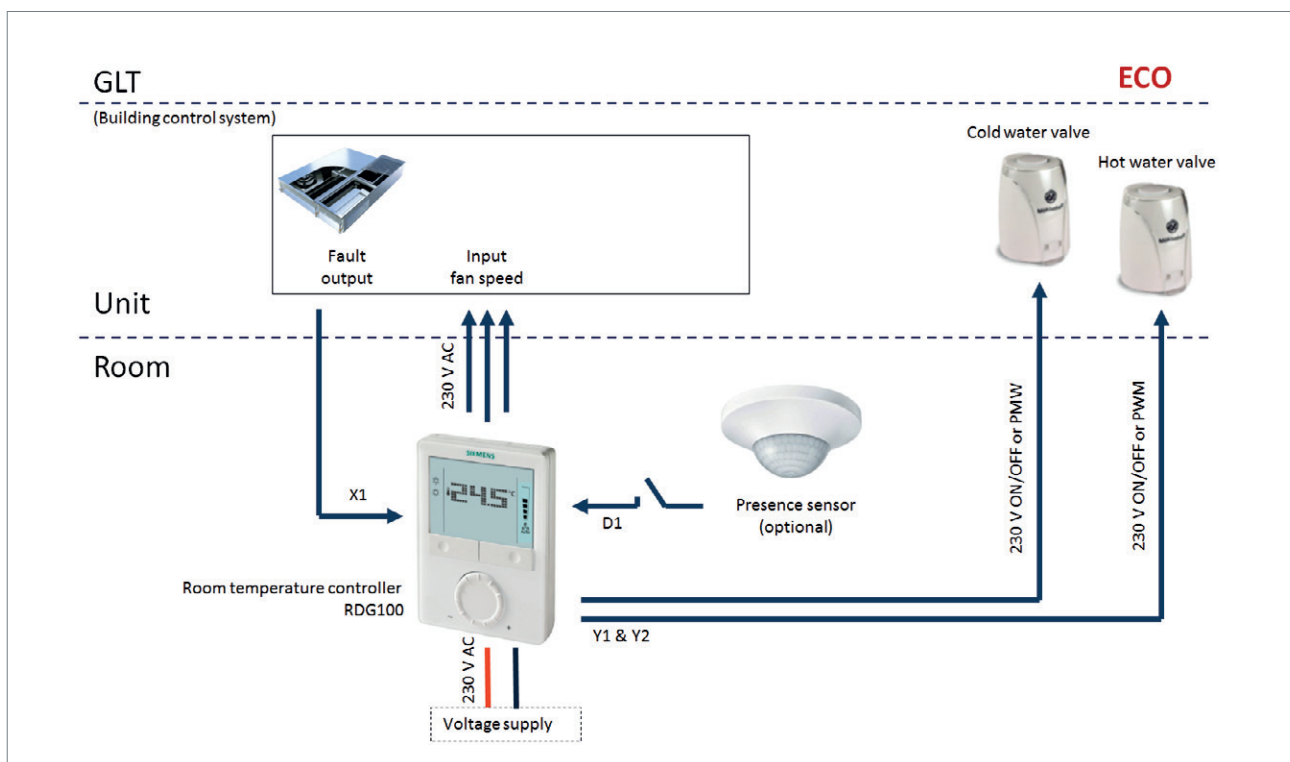 GLT
ECO
(Building control system)
Cold water valve
Hot water valve
Fault
output
Input
fan speed
Unit
Room
230 V AC
230 V ON/OFF or PMW
230 V ON/OFF or PWM
SIEMENS
24.5 °C
X1
D1
Presence sensor
(optional)
Room temperature controller
RDG100
Y1 & Y2
230 V AC
Voltage supply